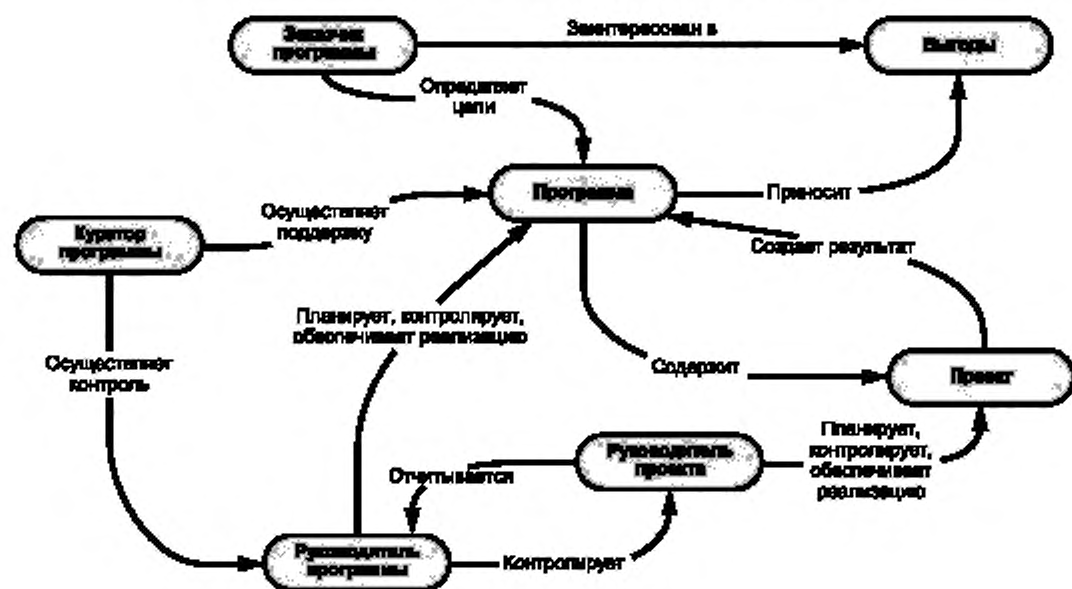 Заказчик
программы
Заинтересован в
Выгоды
Определяет
цели
Программа
Приносит
Осуществляет
поддержку
Куратор
программы
Создает результат
Планирует, контролирует,
обеспечивает реализацию
Осуществляет
контроль
Содержит
Проект
Руководитель
проекта
Планирует,
контролирует,
обеспечивает
реализацию
Отчитывается
Руководитель
программы
Контролирует